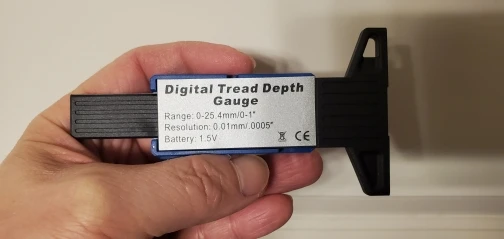 Digital Tread Depth
Gauge
Range: 0-25.4mm/0-1"
Resolution: 0.01mm/.0005"
Battery: 1.5V
CE